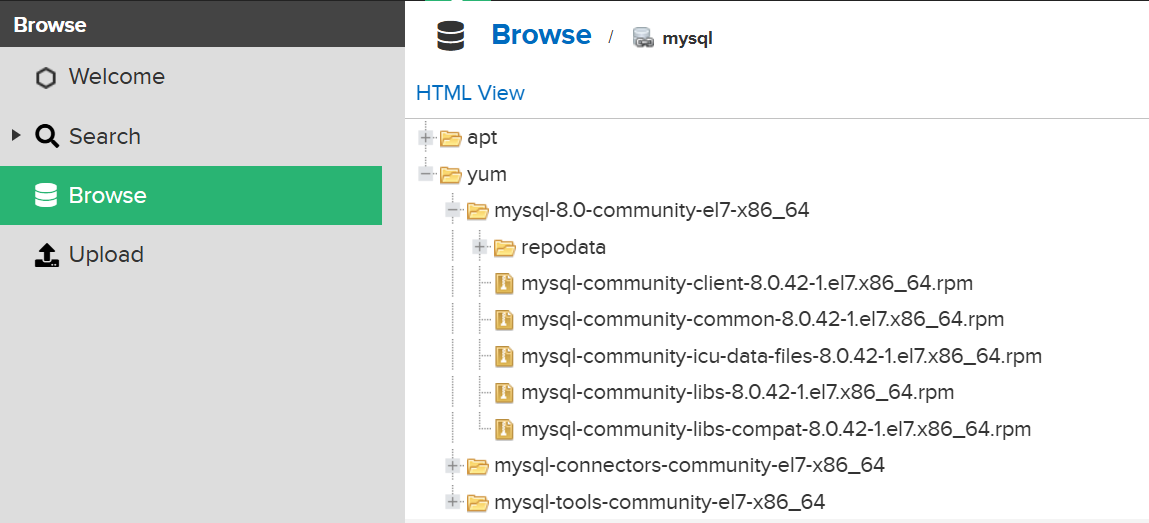 Browse
Welcome
Search
Browse
Upload
Browse / mysql
HTML View
apt
yum
mysql-8.0-community-el7-x86_64
repodata
mysql-community-client-8.0.42-1.el7.x86_64.rpm
mysql-community-common-8.0.42-1.el7.x86_64.rpm
mysql-community-icu-data-files-8.0.42-1.el7.x86_64.rpm
mysql-community-libs-8.0.42-1.el7.x86_64.rpm
mysql-community-libs-compat-8.0.42-1.el7.x86_64.rpm
mysql-connectors-community-el7-x86_64
mysql-tools-community-el7-x86_64